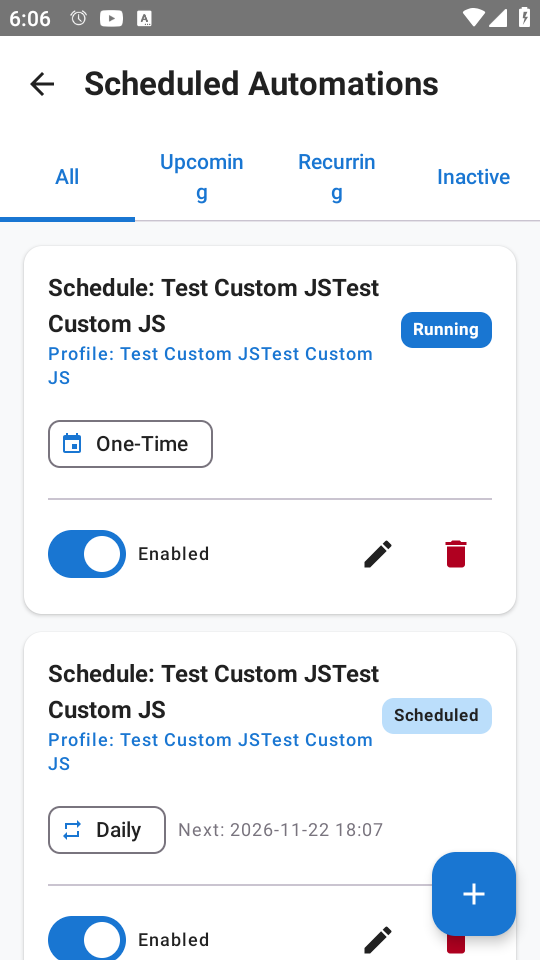 6:06
Scheduled Automations
All
Upcomin
g
Recurrin
g
Inactive
Schedule: Test Custom JSTest
Custom JS
Running
Profile: Test Custom JSTest Custom
JS
One-Time
Enabled
Schedule: Test Custom JSTest
Custom JS
Scheduled
Profile: Test Custom JSTest Custom
JS
Daily
Next: 2026-11-22 18:07
Enabled